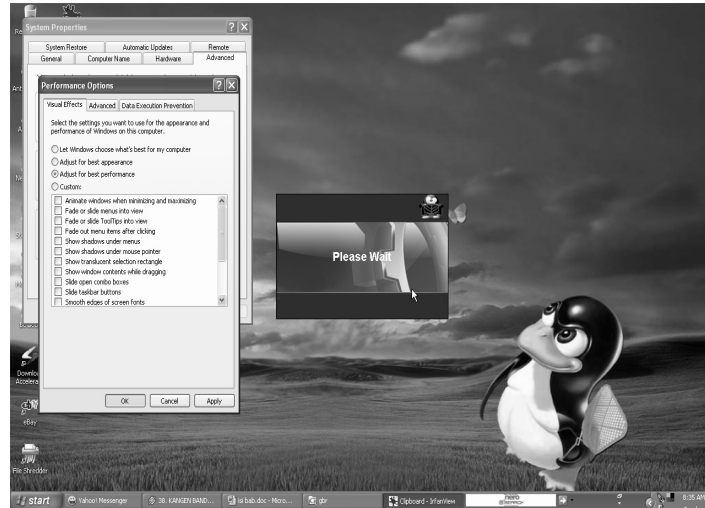 System Properties
System Restore Automatic Updates Remote
General Computer Name Hardware Advanced
Performance Options
Visual Effects Advanced Data Execution Prevention
Select the settings you want to use for the appearance and
performance of Windows on this computer.
Let Windows choose what's best for my computer
Adjust for best appearance
Adjust for best performance
Custom:
Animate windows when minimizing and maximizing
Fade or slide menus into view
Fade or slide ToolTips into view
Fade out menu items after clicking
Show shadows under menus
Show shadows under mouse pointer
Show translucent selection rectangle
Show window contents while dragging
Slide open combo boxes
Slide taskbar buttons
Smooth edges of screen fonts
OK Cancel Apply
Please Wait
Downlo
Accelera
eBay
File Shredder
start Yahoo! Messenger 38. KANGEN BAND... isi bab.doc - Micro... gbr Clipboard - IrfanView nero SEARCH 8:35 AM